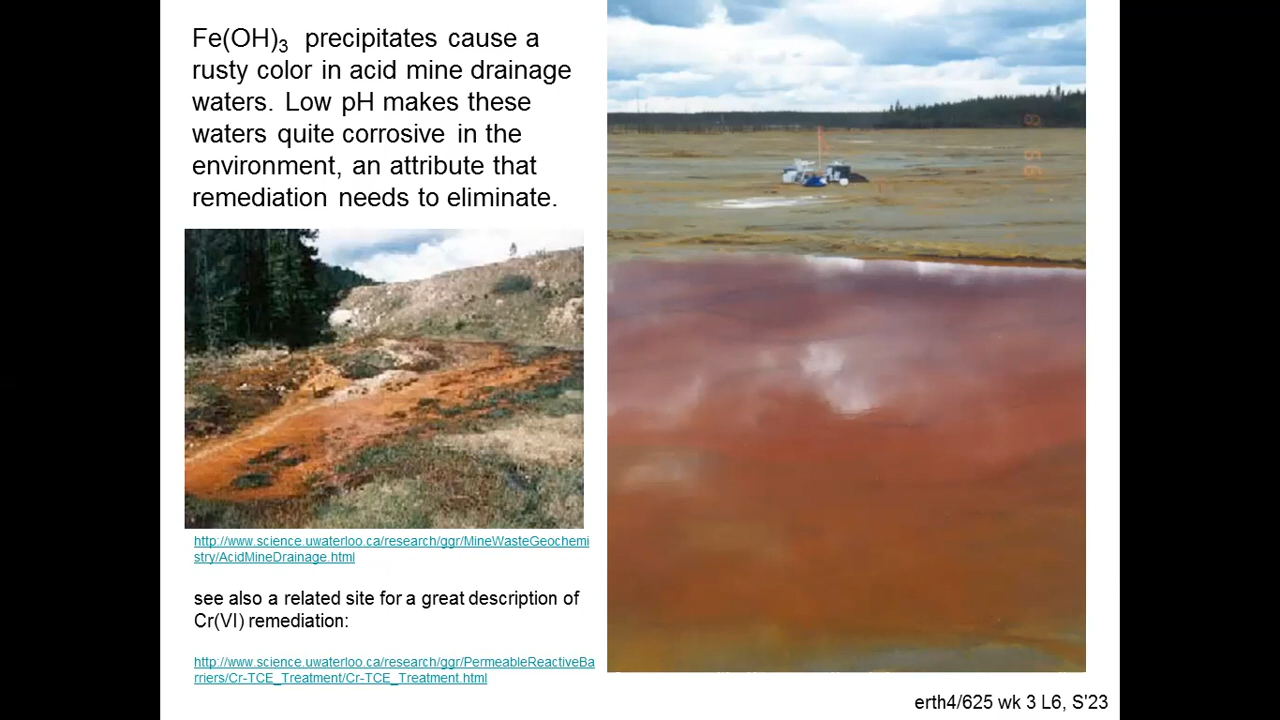 Fe(OH)₃ precipitates cause a
rusty color in acid mine drainage
waters. Low pH makes these
waters quite corrosive in the
environment, an attribute that
remediation needs to eliminate.
http://www.science.uwaterloo.ca/research/ggr/MineWasteGeochemi
stry/AcidMineDrainage.html
see also a related site for a great description of
Cr(VI) remediation:
http://www.science.uwaterloo.ca/research/ggr/PermeableReactiveBa
rriers/Cr-TCE_Treatment/Cr-TCE_Treatment.html
erth4/625 wk 3 L6, S'23